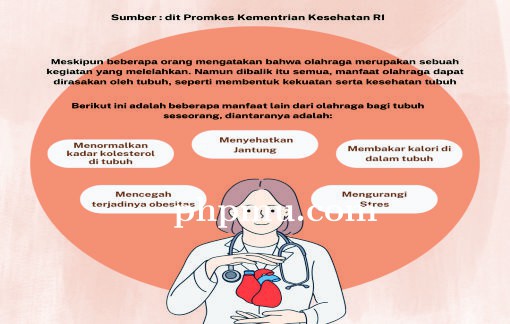 Sumber : dit Promkes Kementrian Kesehatan RI
Meskipun beberapa orang mengatakan bahwa olahraga merupakan sebuah
kegiatan yang melelahkan. Namun dibalik itu semua, manfaat olahraga dapat
dirasakan oleh tubuh, seperti membentuk kekuatan serta kesehatan tubuh
Berikut ini adalah beberapa manfaat lain dari olahraga bagi tubuh
seseorang, diantaranya adalah:
Menormalkan
kadar kolesterol
di tubuh
Menyehatkan
Jantung
Membakar kalori di
dalam tubuh
Mencegah
terjadinya obesitas
Mengurangi
Stres